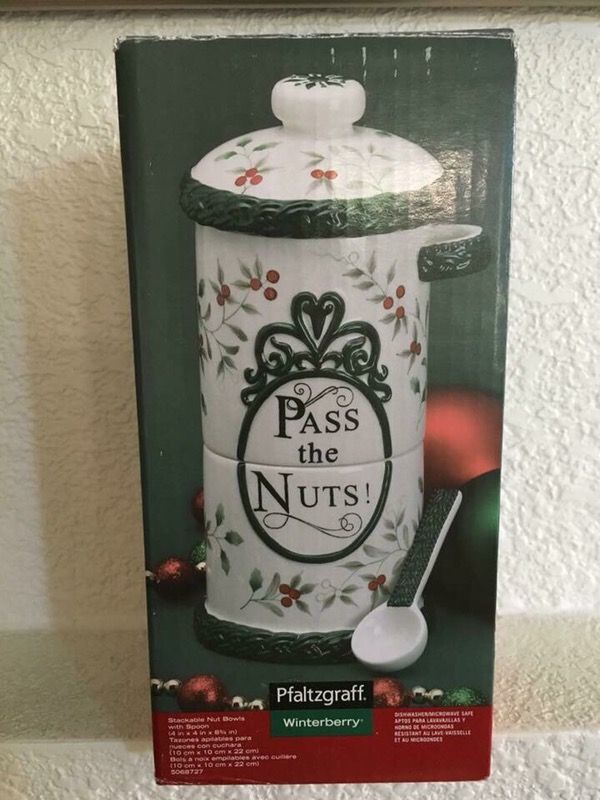 PASS
the
NUTS!
Pfaltzgraff.
Winterberry
Stackable Nut Bowls
with Spoon
(4 in x 4 in x 8¾ in)
Tazones apilables para
nueces con cuchara
(10 cm x 10 cm x 22 cm)
Bols à noix empilables avec cuillère
(10 cm x 10 cm x 22 cm)
5068727
DISHWASHER/MICROWAVE SAFE
APTOS PARA LAVAVAJILLAS Y
HORNO DE MICROONDAS
RÉSISTANT AU LAVE-VAISSELLE
ET AU MICROONDES